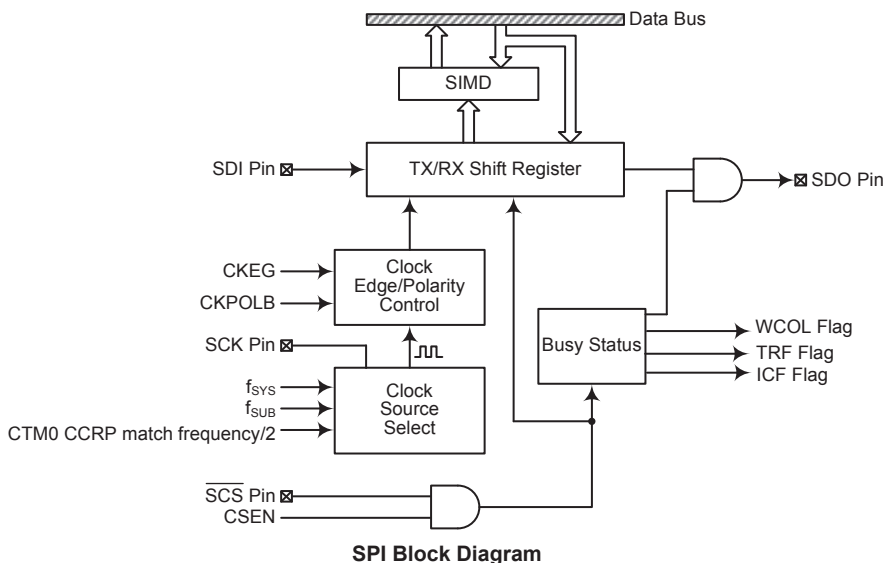 Data Bus
SIMD
SDI Pin
TX/RX Shift Register
SDO Pin
CKEG
CKPOLB
Clock
Edge/Polarity
Control
SCK Pin
Busy Status
WCOL Flag
TRF Flag
ICF Flag
fSYS
fSUB
CTM0 CCRP match frequency/2
Clock
Source
Select
S̅C̅S̅ Pin
CSEN
SPI Block Diagram